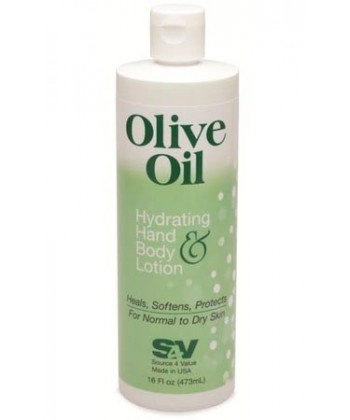 Olive
Oil
Hydrating
Hand &
Body
Lotion
Heals, Softens, Protects
For Normal to Dry Skin
S4V
Source 4 Value
Made in USA
16 Fl oz (473mL)